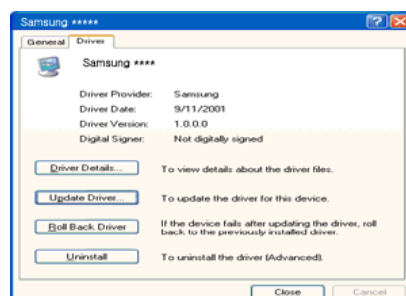 Samsung *****
General Driver
Samsung ****
Driver Provider: Samsung
Driver Date: 9/11/2001
Driver Version: 1.0.0.0
Digital Signer: Not digitally signed
Driver Details... To view details about the driver files.
Update Driver... To update the driver for this device.
Roll Back Driver If the device fails after updating the driver, roll
back to the previously installed driver.
Uninstall To uninstall the driver (Advanced).
Close Cancel